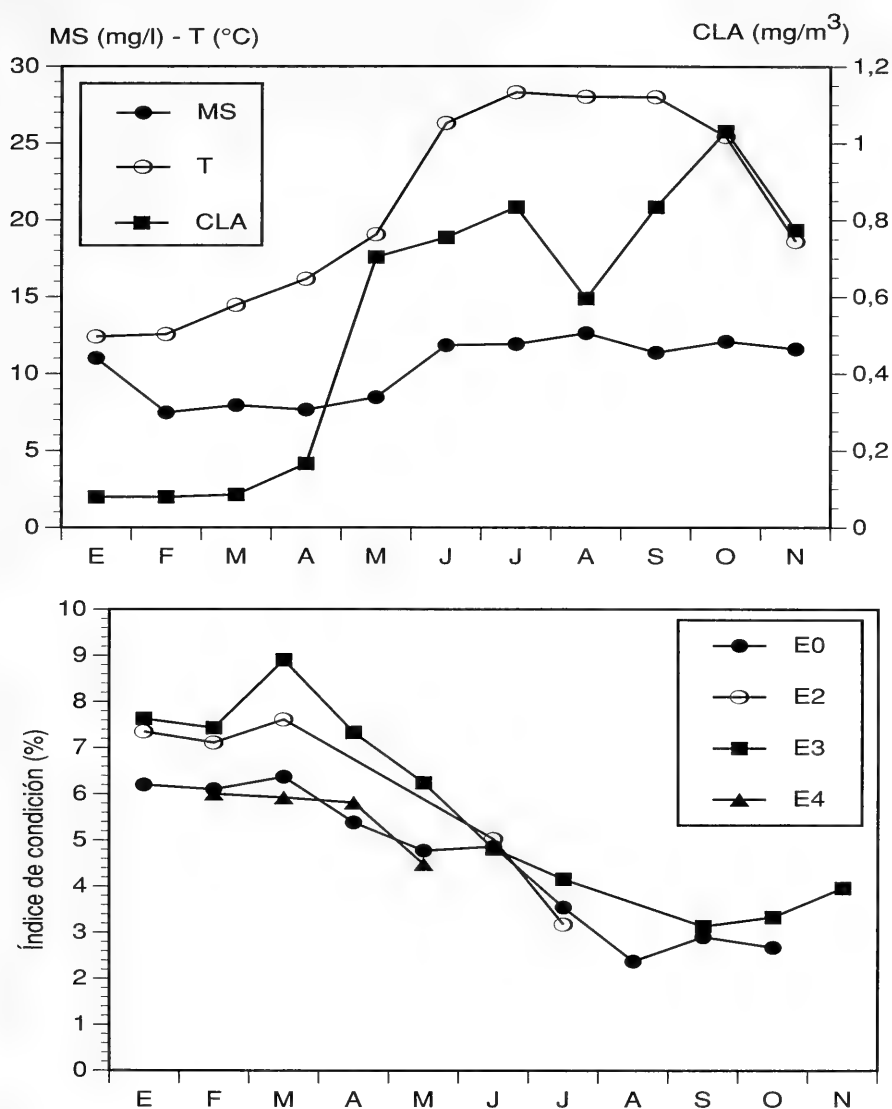 MS (mg/l) - T (°C) CLA (mg/m³)
30 1,2
MS
25 1
T
20 CLA 0,8
15 0,6
10 0,4
5 0,2
0 0
E F M A M J J A S O N
10
E0
9
E2
8
E3
7
E4
6
5
4
3
2
1
0
Índice de condición (%)
E F M A M J J A S O N